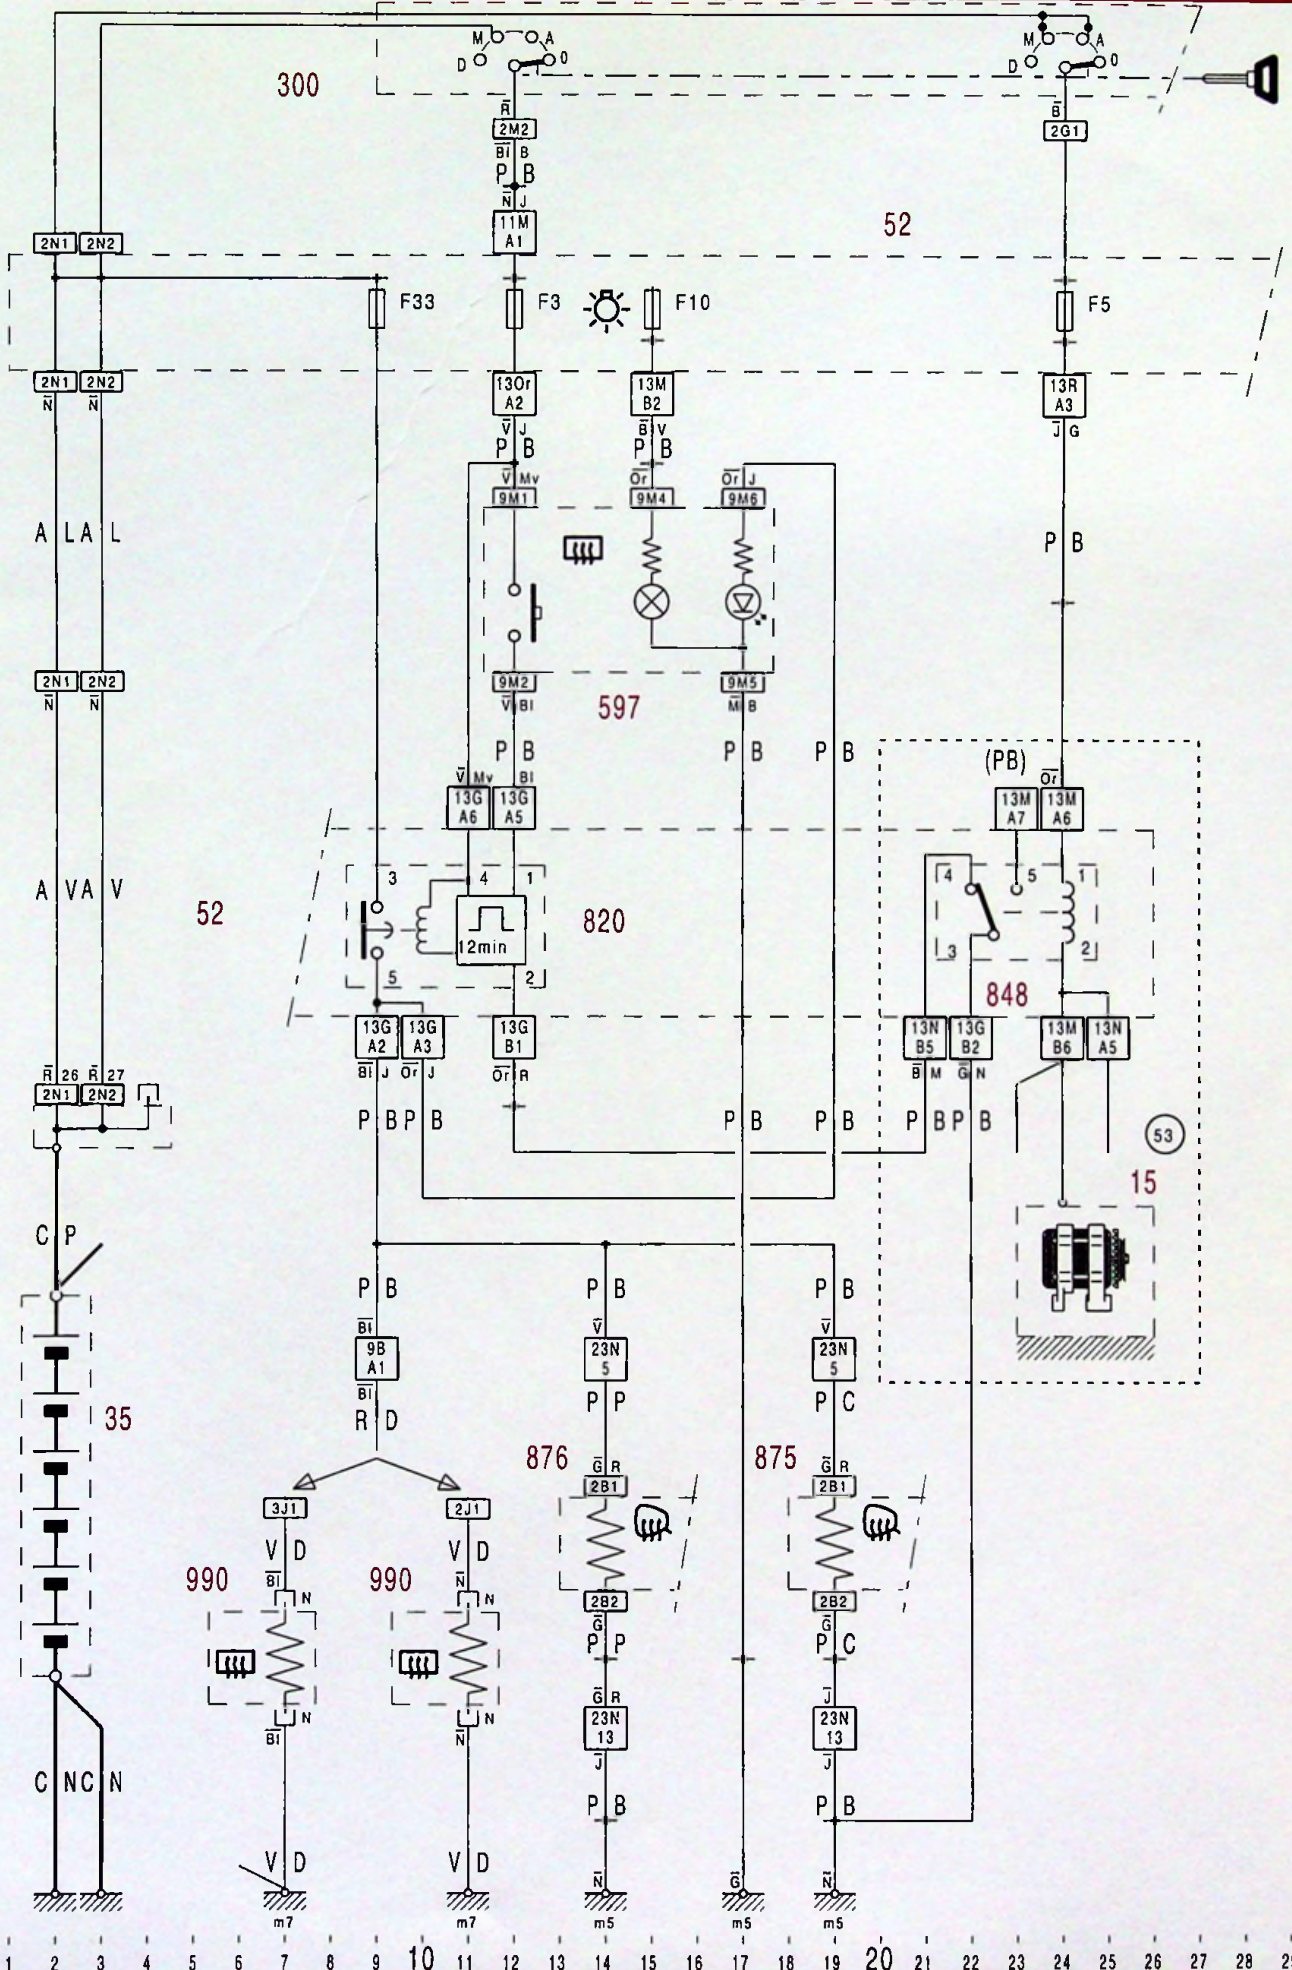 M A M A
D 0 D 0
300
R B
2M2 2G1
Bl B
P B
N J
11M
A1
52
2N1 2N2
F33 F3 F10 F5
2N1 2N2 13Or 13M 13R
A2 B2 A3
N N V J B V J G
P B P B
V Mv Or Or J
9M1 9M4 9M6
A L A L P B
2N1 2N2 9M2 9M5
N N V Bl M B
597
P B P B P B
(PB)
V Mv Bl Or
13G 13G 13M 13M
A6 A5 A7 A6
3 4 1 4 5 1
A V A V
52 820
12min
5 2 3 2
848
13G 13G 13G 13N 13G 13M 13N
A2 A3 B1 B5 B2 B6 A5
R 26 R 27 Bl J Or J Or R B M G N
2N1 2N2
P B P B P B P B P B P B
53
15
C P
P B P B P B
Bl V V
9B 23N 23N
A1 5 5
Bl
R D P P P C
35
876 875
G R G R
2B1 2B1
3J1 2J1
V D V D
990 990
Bl N N N
2B2 2B2
G G
P P P C
Bl N N N
G R J
23N 23N
13 13
J J
C N C N P B P B
V D V D
N G N
m7 m7 m5 m5 m5
1 2 3 4 5 6 7 8 9 10 11 12 13 14 15 16 17 18 19 20 21 22 23 24 25 26 27 28 29